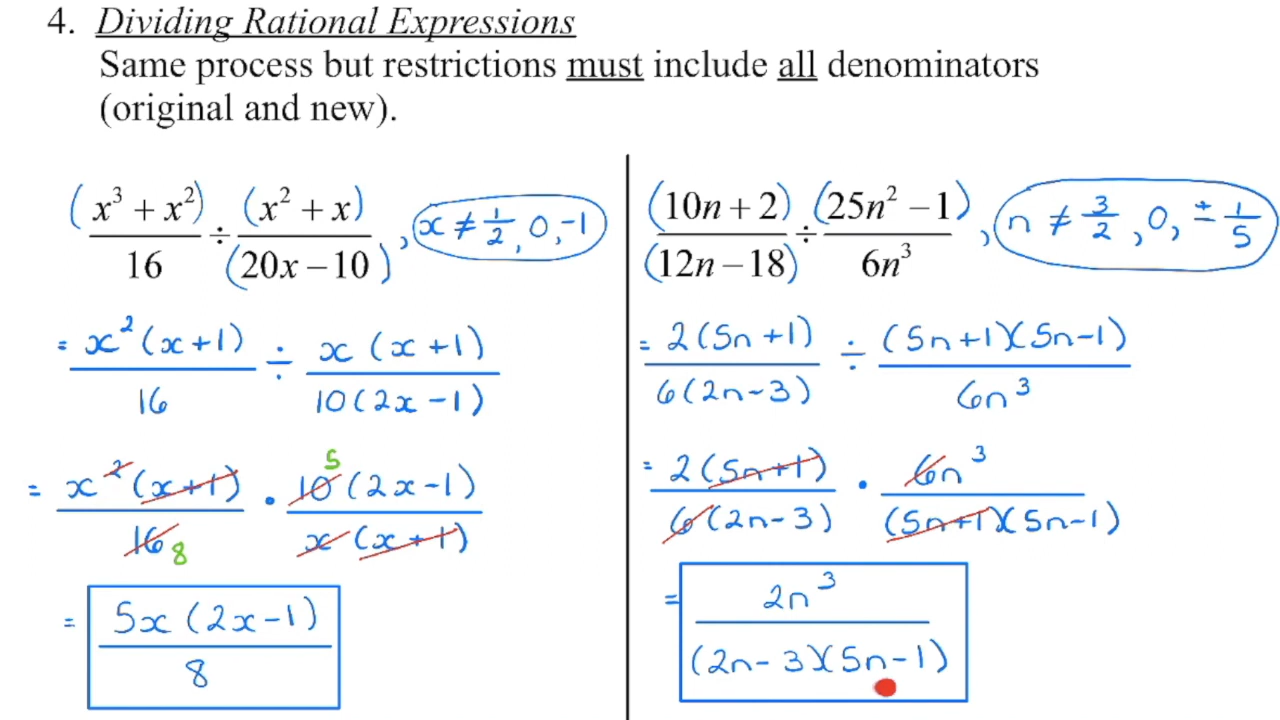 4. Dividing Rational Expressions
Same process but restrictions must include all denominators
(original and new).
(x³ + x²)/16 ÷ (x² + x)/(20x – 10), x ≠ 1/2, 0, -1
= x²(x+1)/16 ÷ x(x+1)/10(2x-1)
= x²(x+1)/16 8 · 5 10(2x-1)/x(x+1)
= 5x(2x-1)/8
(10n + 2)/(12n – 18) ÷ (25n² – 1)/6n³, n ≠ 3/2, 0, ± 1/5
= 2(5n+1)/6(2n-3) ÷ (5n+1)(5n-1)/6n³
= 2(5n+1)/6(2n-3) · 6n³/(5n+1)(5n-1)
= 2n³/(2n-3)(5n-1)